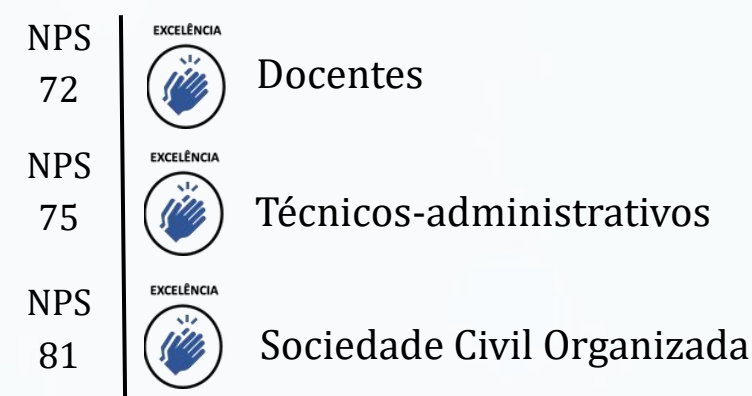 NPS
72
EXCELÊNCIA
Docentes
NPS
75
EXCELÊNCIA
Técnicos-administrativos
NPS
81
EXCELÊNCIA
Sociedade Civil Organizada